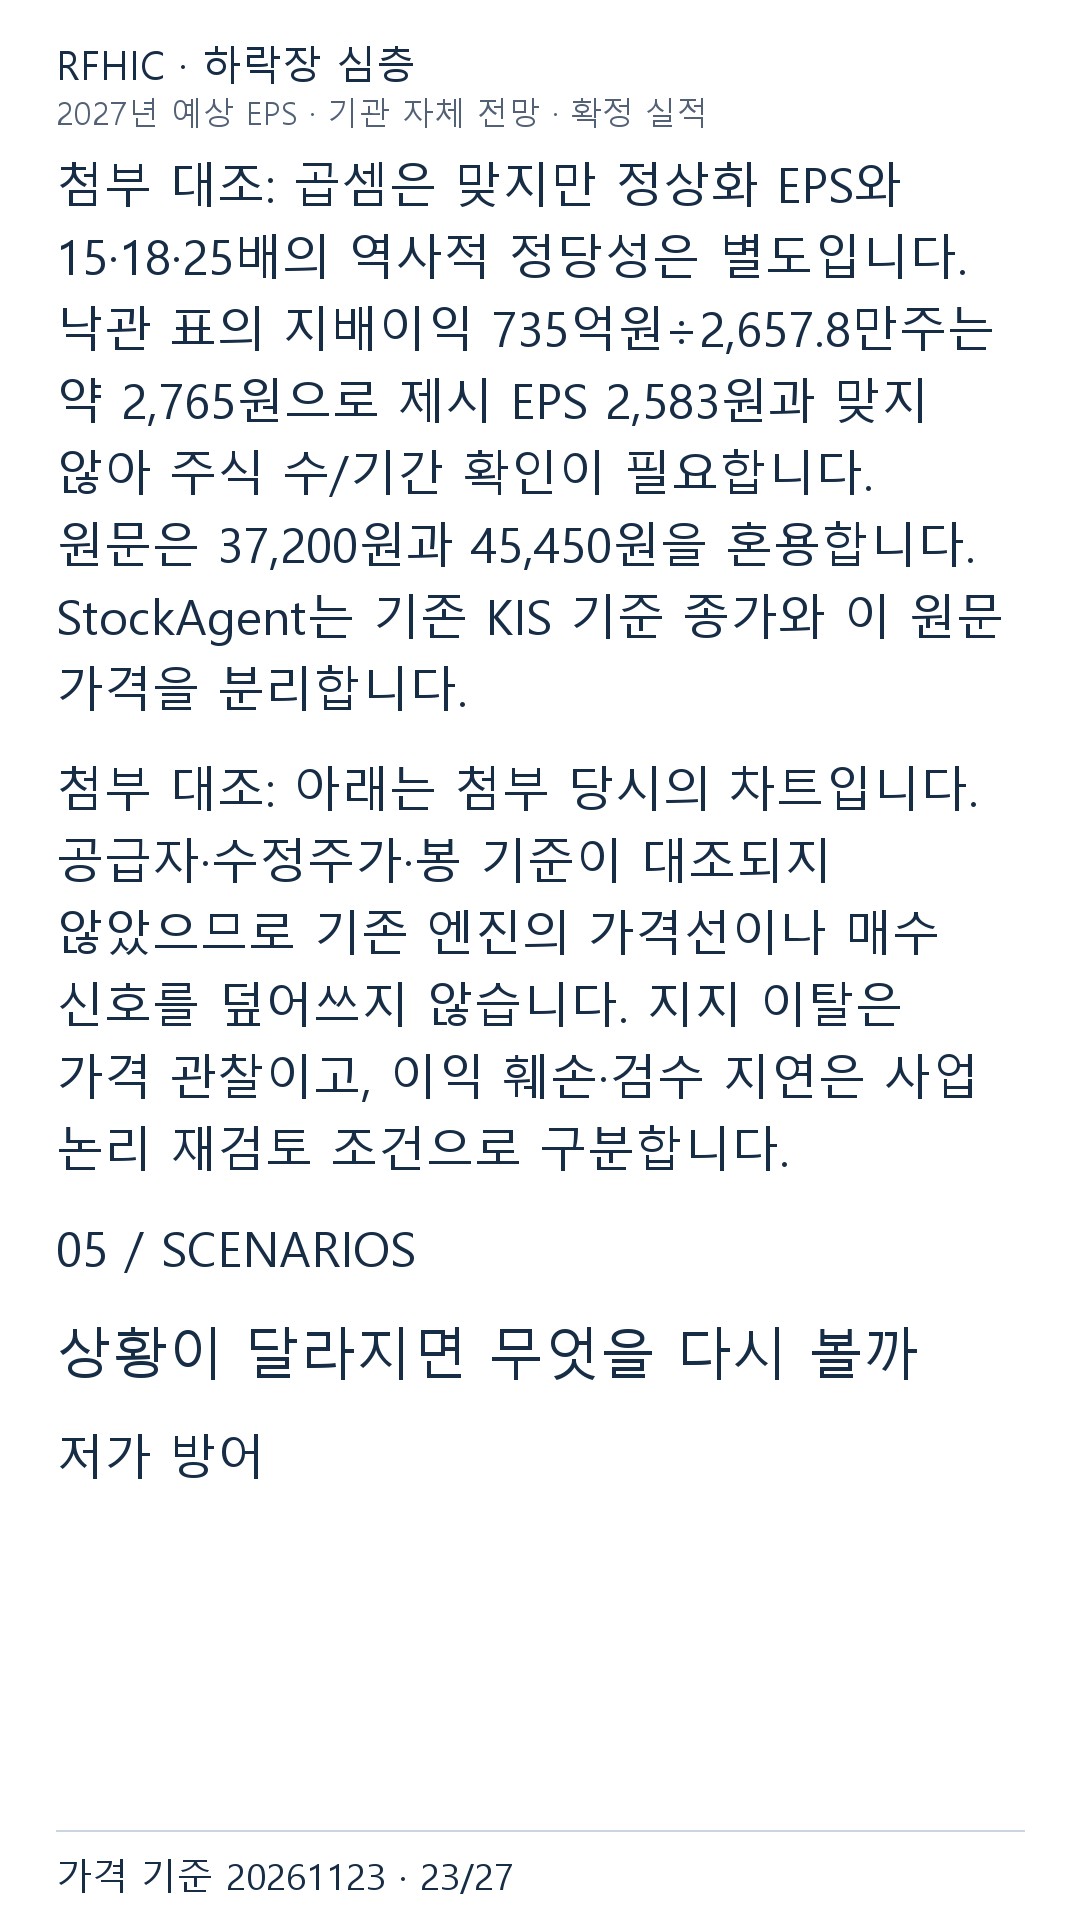 RFHIC · 하락장 심층
2027년 예상 EPS · 기관 자체 전망 · 확정 실적
첨부 대조: 곱셈은 맞지만 정상화 EPS와
15·18·25배의 역사적 정당성은 별도입니다.
낙관 표의 지배이익 735억원÷2,657.8만주는
약 2,765원으로 제시 EPS 2,583원과 맞지
않아 주식 수/기간 확인이 필요합니다.
원문은 37,200원과 45,450원을 혼용합니다.
StockAgent는 기존 KIS 기준 종가와 이 원문
가격을 분리합니다.
첨부 대조: 아래는 첨부 당시의 차트입니다.
공급자·수정주가·봉 기준이 대조되지
않았으므로 기존 엔진의 가격선이나 매수
신호를 덮어쓰지 않습니다. 지지 이탈은
가격 관찰이고, 이익 훼손·검수 지연은 사업
논리 재검토 조건으로 구분합니다.
05 / SCENARIOS
상황이 달라지면 무엇을 다시 볼까
저가 방어
가격 기준 20261123 · 23/27